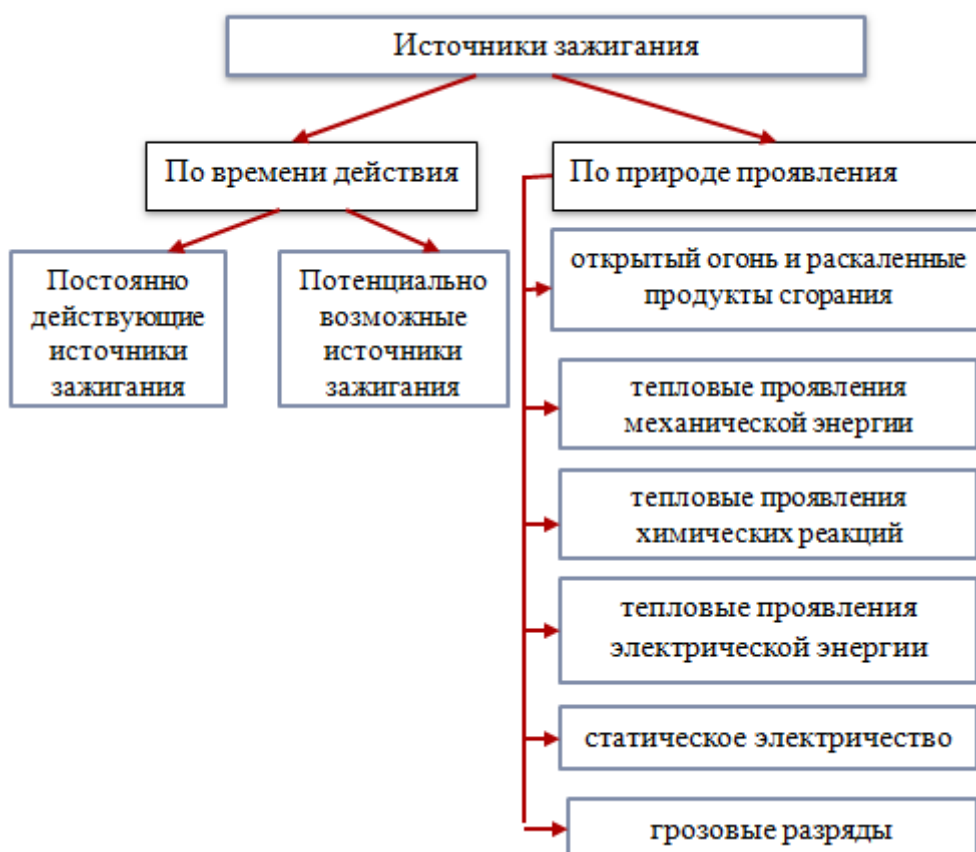 Источники зажигания
По времени действия
По природе проявления
Постоянно
действующие
источники
зажигания
Потенциально
возможные
источники
зажигания
открытый огонь и раскаленные
продукты сгорания
тепловые проявления
механической энергии
тепловые проявления
химических реакций
тепловые проявления
электрической энергии
статическое электричество
грозовые разряды